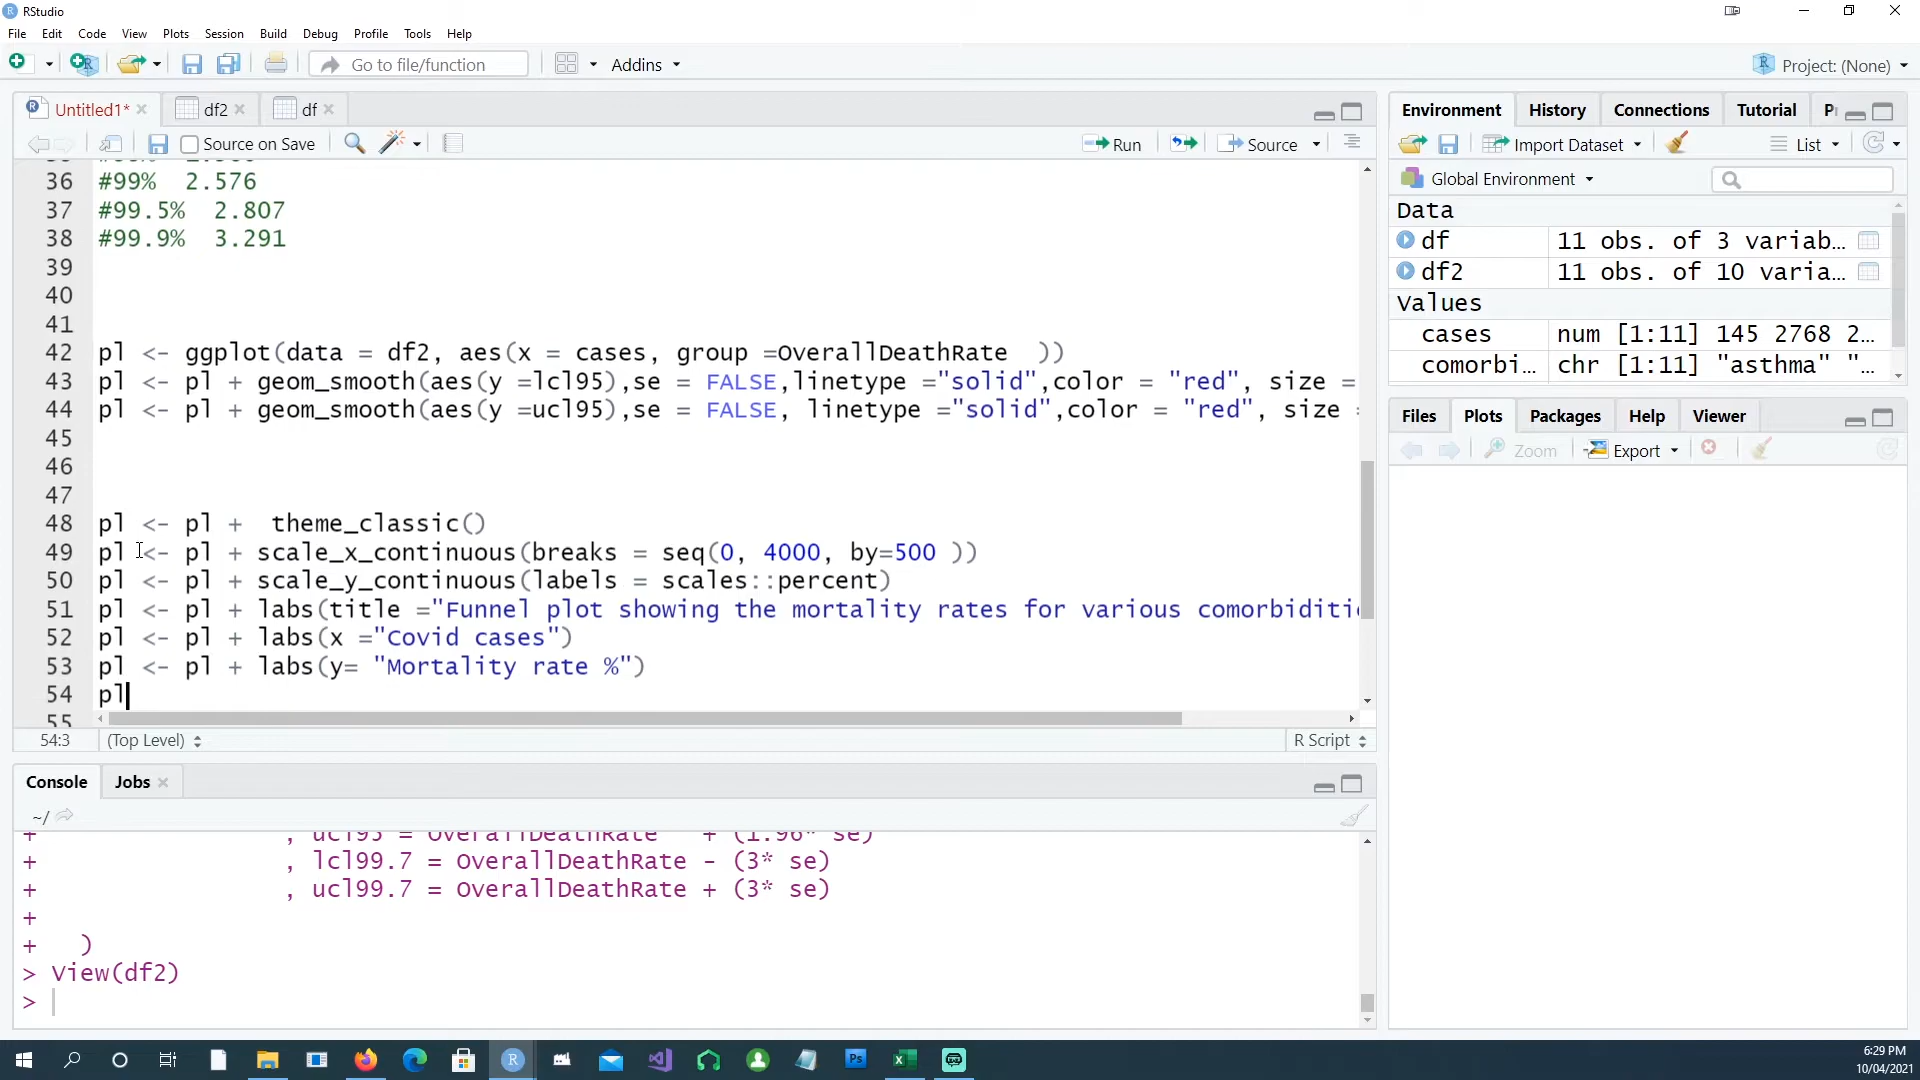 RStudio
File Edit Code View Plots Session Build Debug Profile Tools Help
Go to file/function Addins Project: (None)
Untitled1* df2 df
Source on Save Run Source
36 #99% 2.576
37 #99.5% 2.807
38 #99.9% 3.291
39
40
41
42 pl <- ggplot(data = df2, aes(x = cases, group =OverallDeathRate ))
43 pl <- pl + geom_smooth(aes(y =lcl95),se = FALSE,linetype ="solid",color = "red", size =
44 pl <- pl + geom_smooth(aes(y =ucl95),se = FALSE, linetype ="solid",color = "red", size
45
46
47
48 pl <- pl + theme_classic()
49 pl <- pl + scale_x_continuous(breaks = seq(0, 4000, by=500 ))
50 pl <- pl + scale_y_continuous(labels = scales::percent)
51 pl <- pl + labs(title ="Funnel plot showing the mortality rates for various comorbiditi
52 pl <- pl + labs(x ="Covid cases")
53 pl <- pl + labs(y= "Mortality rate %")
54 pl
55
54:3 (Top Level) R Script
Console Jobs
~/
+ , ucl95 = OverallDeathRate + (1.96* se)
+ , lcl99.7 = OverallDeathRate - (3* se)
+ , ucl99.7 = OverallDeathRate + (3* se)
+
+ )
> View(df2)
>
Environment History Connections Tutorial
Import Dataset List
Global Environment
Data
df 11 obs. of 3 variab...
df2 11 obs. of 10 varia...
Values
cases num [1:11] 145 2768 2...
comorbi... chr [1:11] "asthma" "...
Files Plots Packages Help Viewer
Zoom Export
6:29 PM
10/04/2021